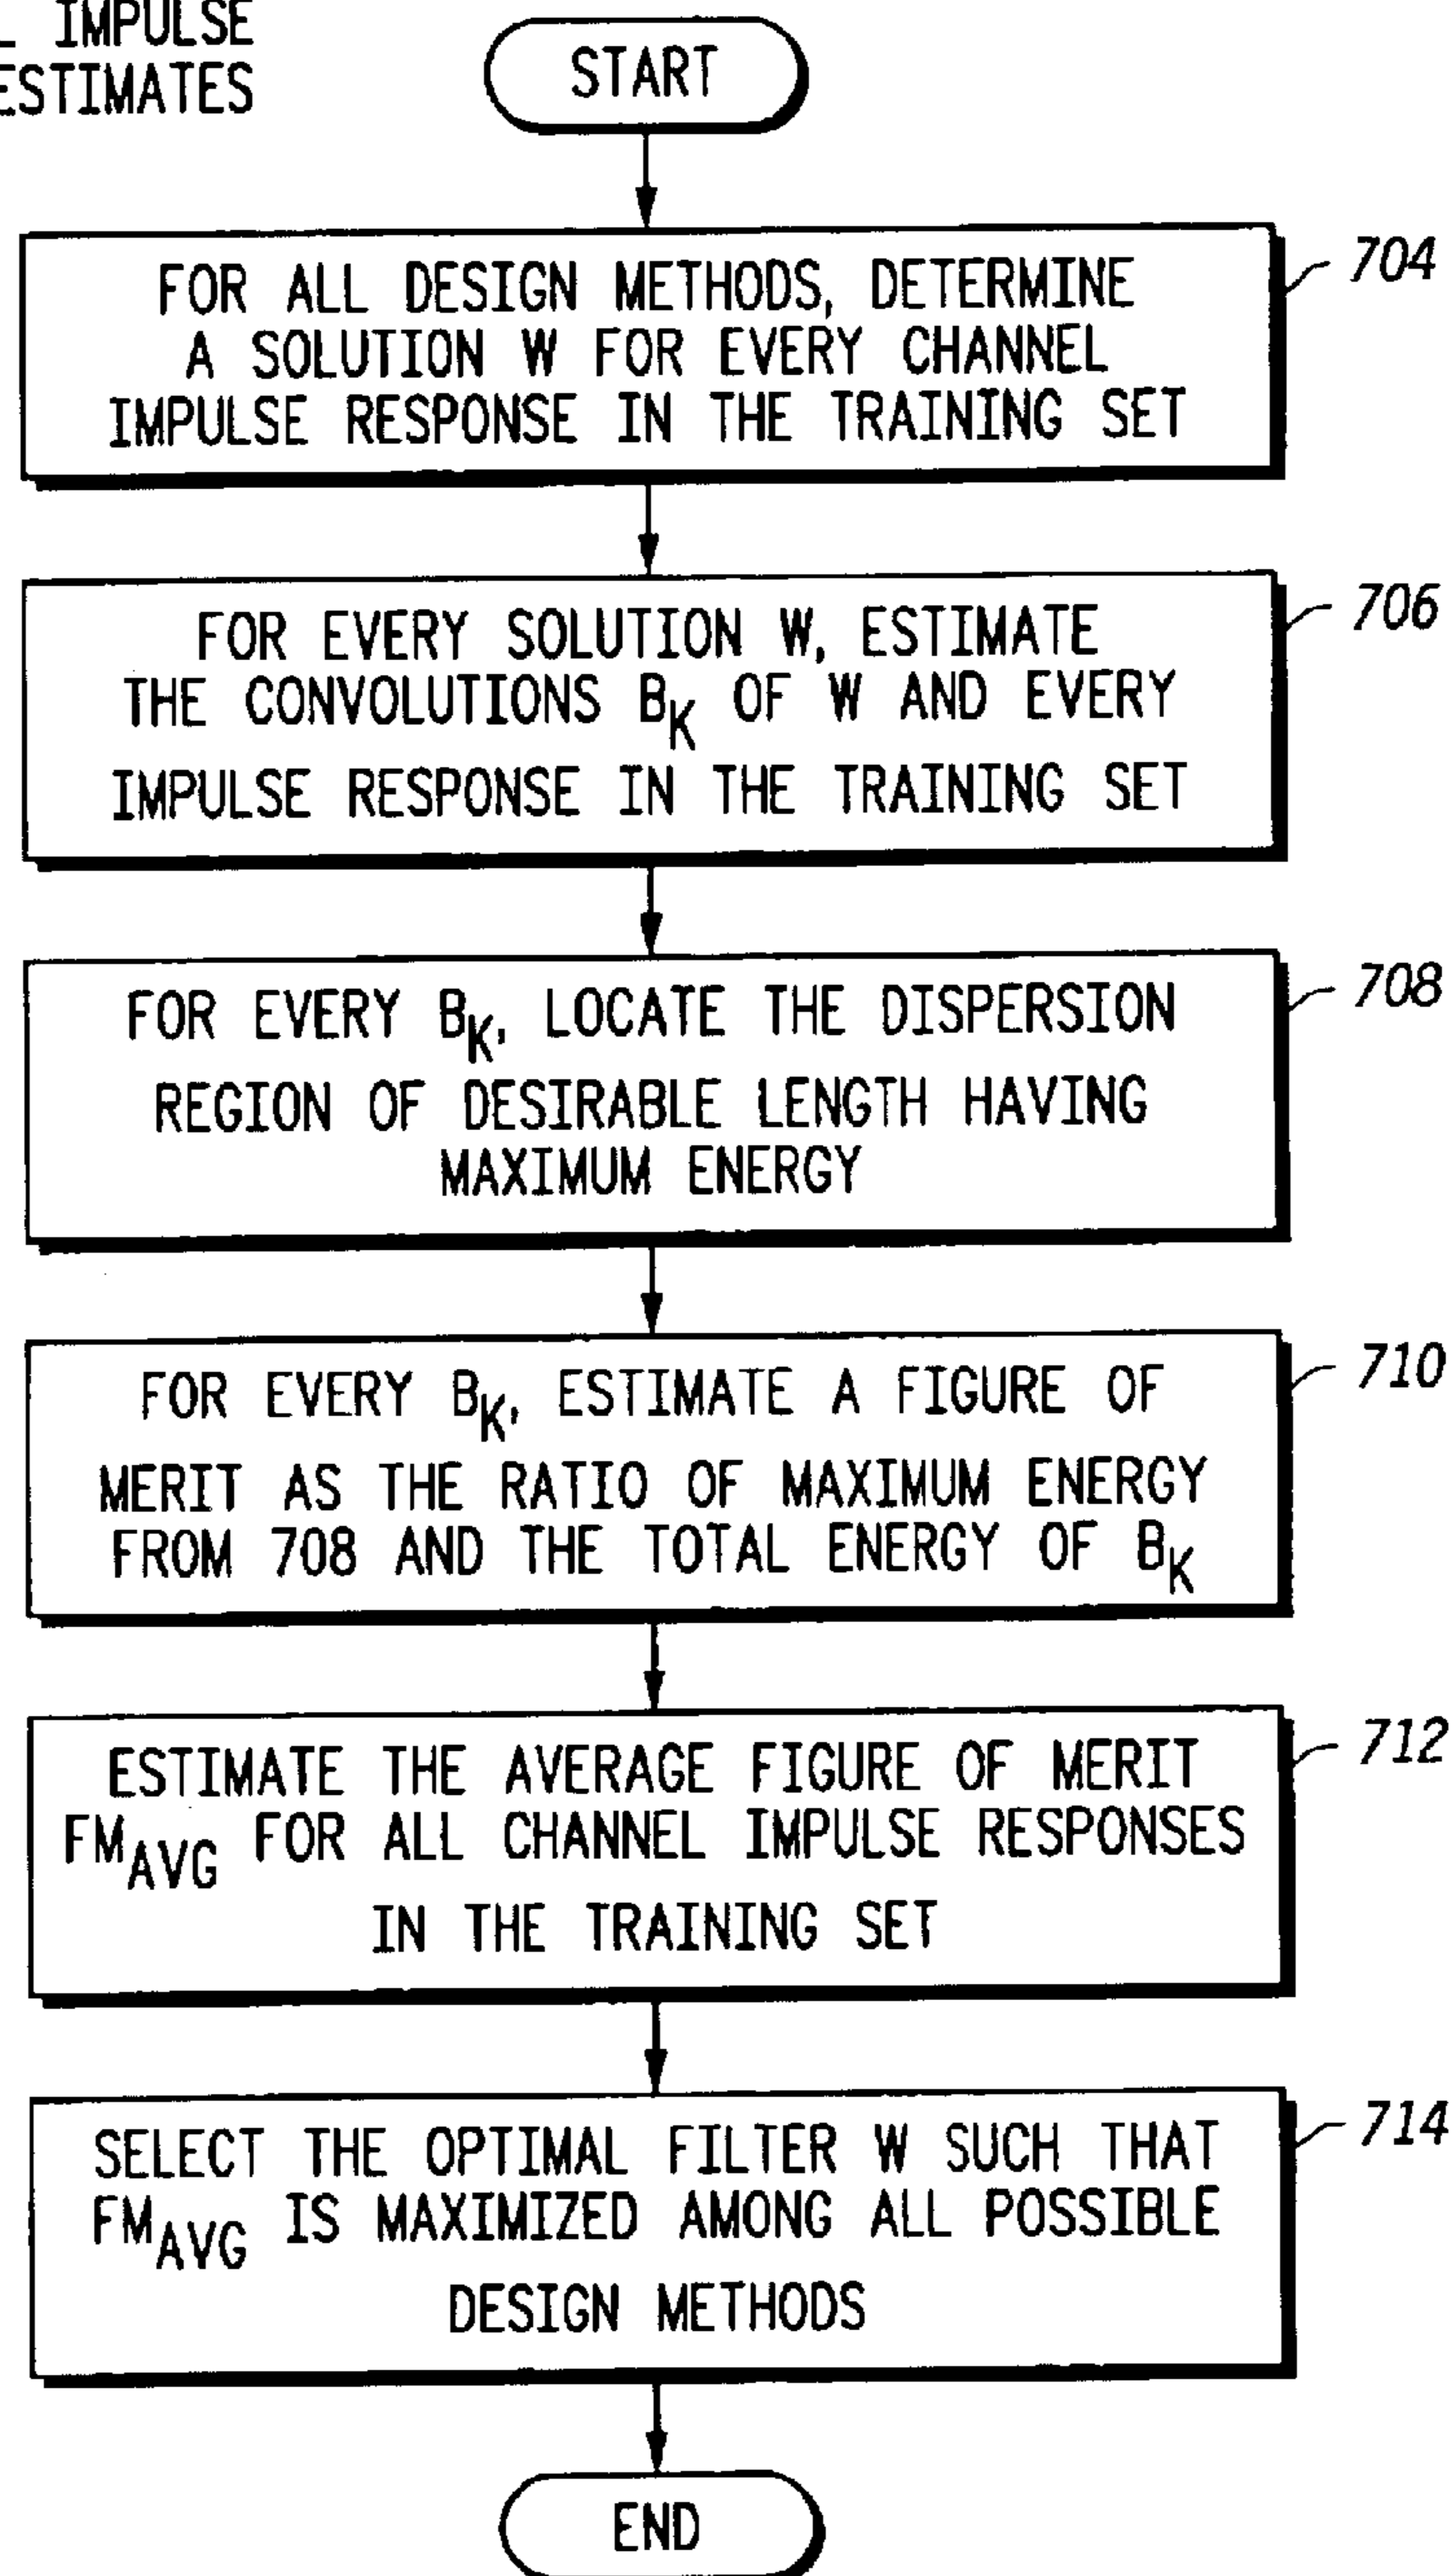 IMPULSE
ESTIMATES
START
FOR ALL DESIGN METHODS, DETERMINE
A SOLUTION W FOR EVERY CHANNEL
IMPULSE RESPONSE IN THE TRAINING SET
704
FOR EVERY SOLUTION W, ESTIMATE
THE CONVOLUTIONS BK OF W AND EVERY
IMPULSE RESPONSE IN THE TRAINING SET
706
FOR EVERY BK, LOCATE THE DISPERSION
REGION OF DESIRABLE LENGTH HAVING
MAXIMUM ENERGY
708
FOR EVERY BK, ESTIMATE A FIGURE OF
MERIT AS THE RATIO OF MAXIMUM ENERGY
FROM 708 AND THE TOTAL ENERGY OF BK
710
ESTIMATE THE AVERAGE FIGURE OF MERIT
FMAVG FOR ALL CHANNEL IMPULSE RESPONSES
IN THE TRAINING SET
712
SELECT THE OPTIMAL FILTER W SUCH THAT
FMAVG IS MAXIMIZED AMONG ALL POSSIBLE
DESIGN METHODS
714
END